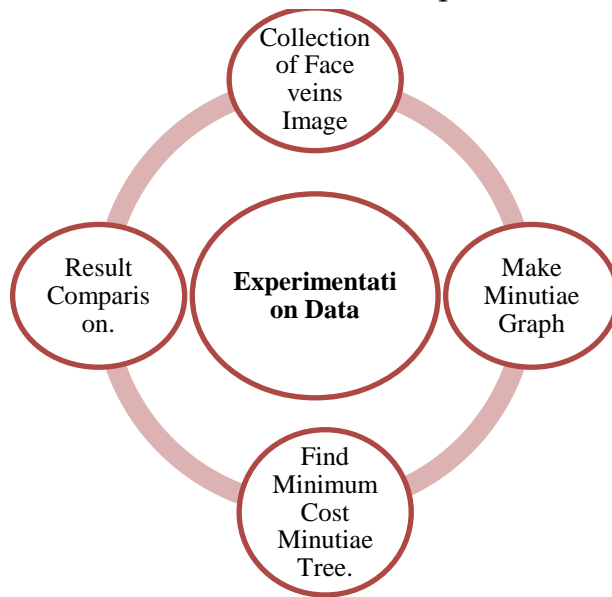 Collection
of Face
veins
Image
Result
Comparis
on.
Experimentati
on Data
Make
Minutiae
Graph
Find
Minimum
Cost
Minutiae
Tree.